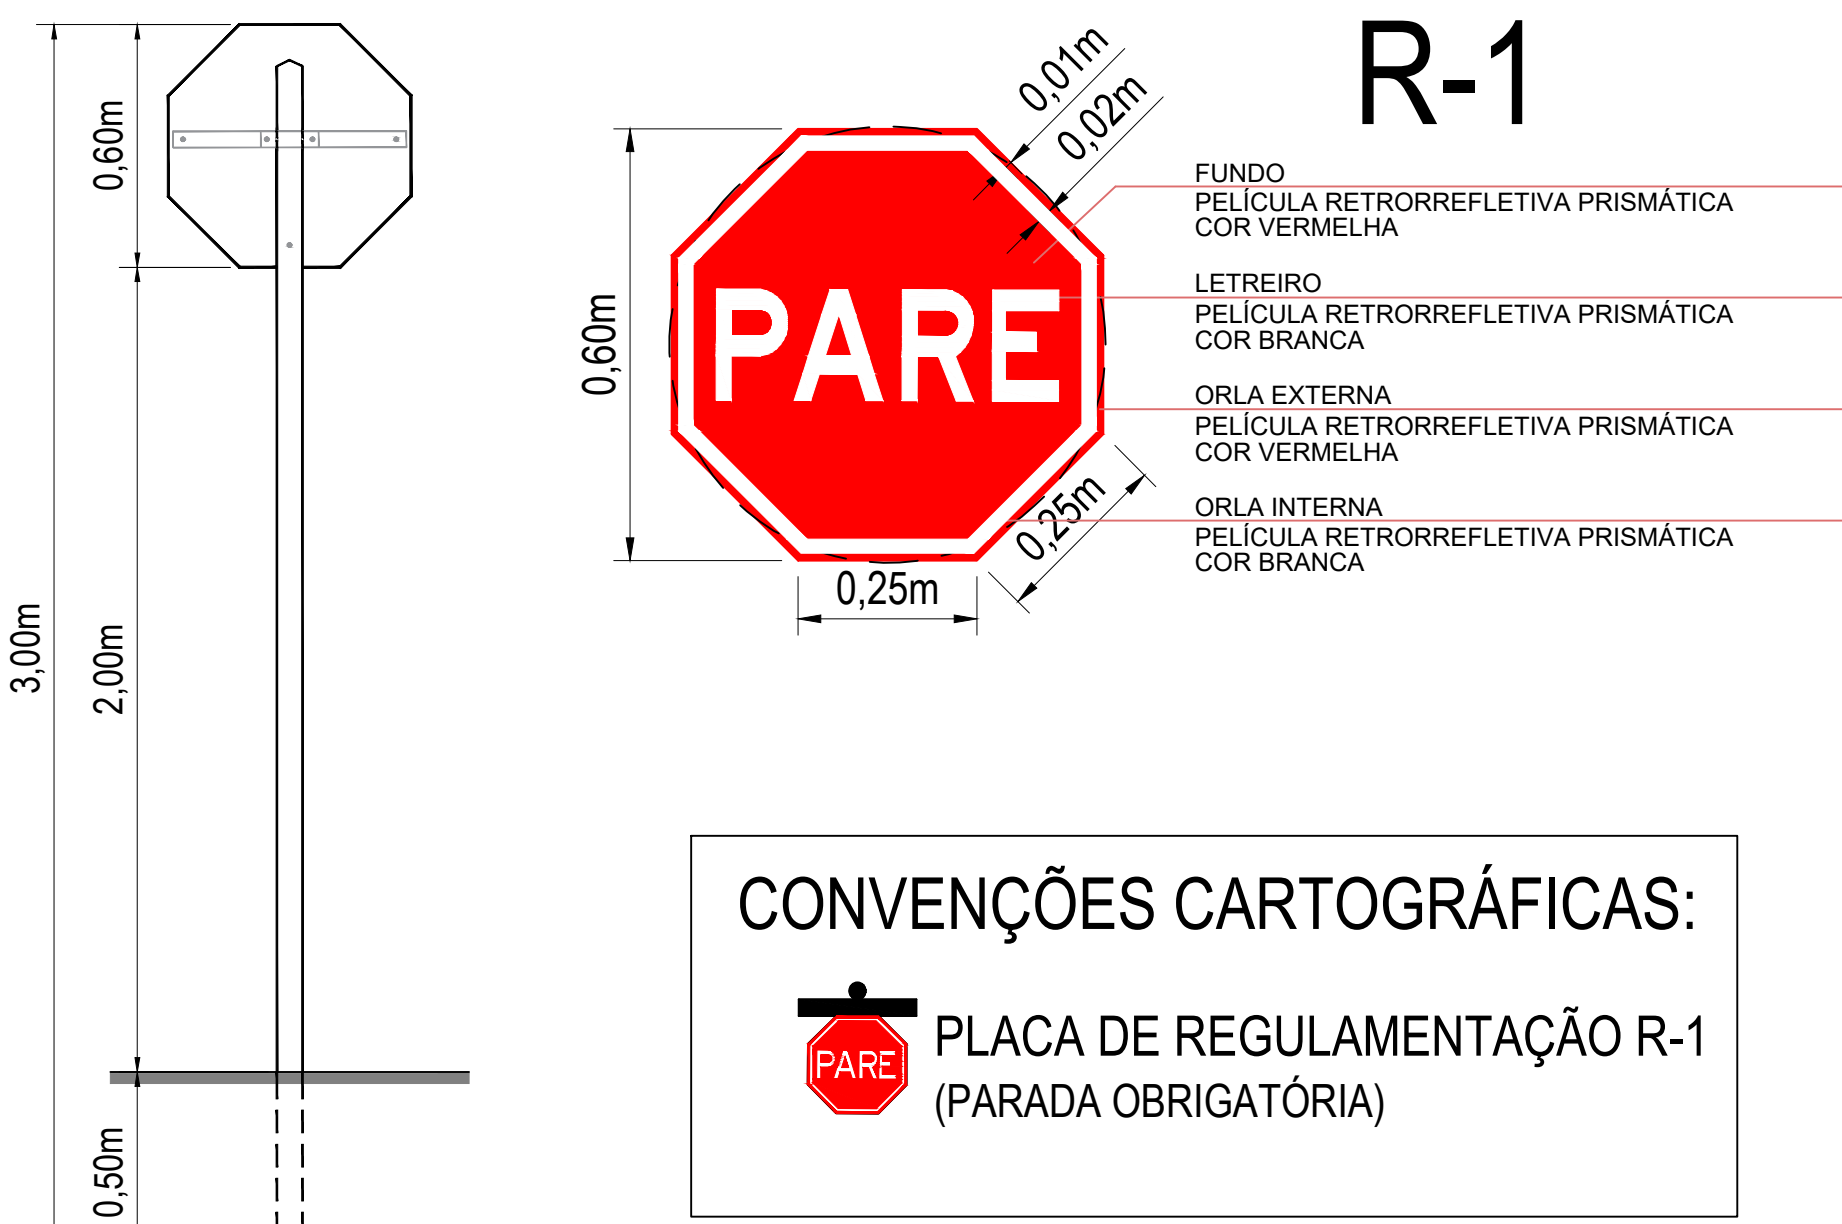 R-1
0,60m
3,00m
2,00m
0,50m
0,01m
0,02m
0,60m
PARE
0,25m
0,25m
FUNDO
PELÍCULA RETRORREFLETIVA PRISMÁTICA
COR VERMELHA
LETREIRO
PELÍCULA RETRORREFLETIVA PRISMÁTICA
COR BRANCA
ORLA EXTERNA
PELÍCULA RETRORREFLETIVA PRISMÁTICA
COR VERMELHA
ORLA INTERNA
PELÍCULA RETRORREFLETIVA PRISMÁTICA
COR BRANCA
CONVENÇÕES CARTOGRÁFICAS:
PARE
PLACA DE REGULAMENTAÇÃO R-1
(PARADA OBRIGATÓRIA)